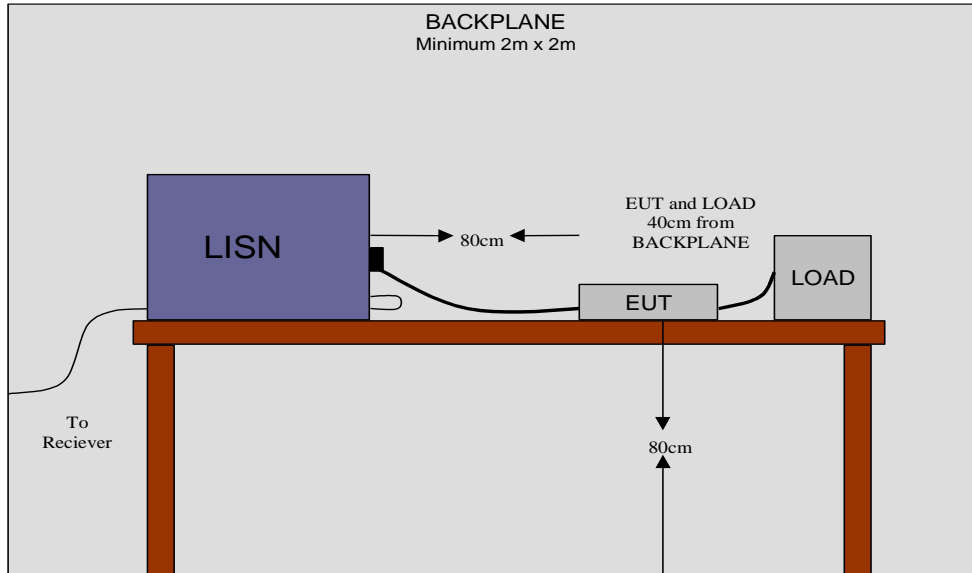 BACKPLANE
Minimum 2m x 2m
LISN
80cm
EUT and LOAD
40cm from
BACKPLANE
LOAD
EUT
To
Reciever
80cm